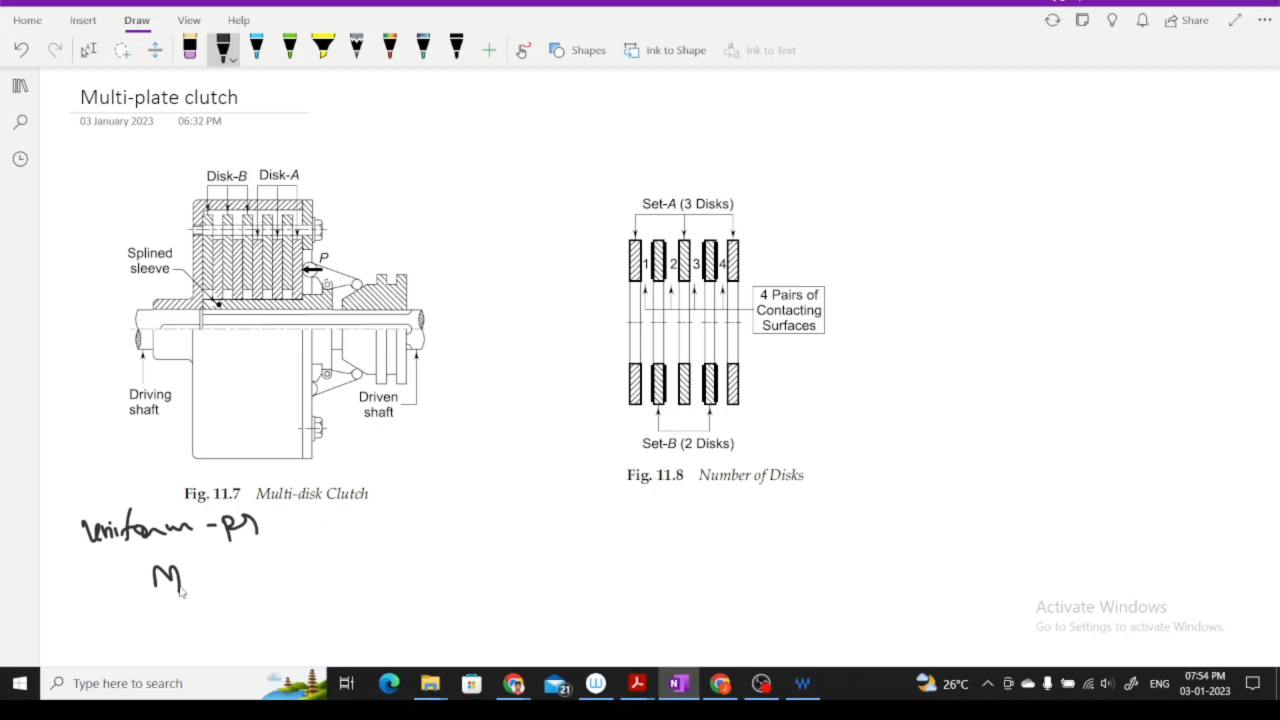 Home Insert Draw View Help
Share
Shapes Ink to Shape Ink to Text
Multi-plate clutch
03 January 2023 06:32 PM
Disk-B Disk-A
Splined
sleeve
P
Driving
shaft
Driven
shaft
Fig. 11.7 Multi-disk Clutch
Set-A (3 Disks)
1 2 3 4
4 Pairs of
Contacting
Surfaces
Set-B (2 Disks)
Fig. 11.8 Number of Disks
uniform -pr
M
Activate Windows
Go to Settings to activate Windows.
Type here to search
21
26°C
ENG
07:54 PM
03-01-2023